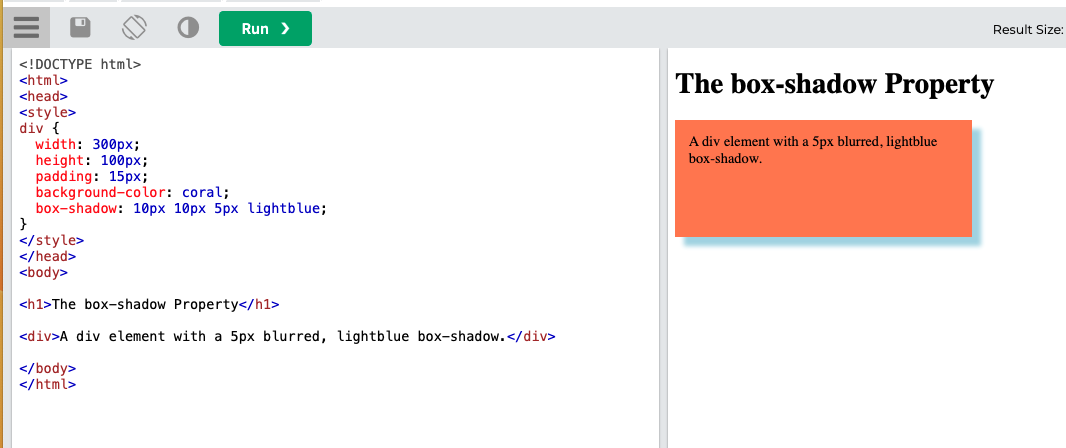 Run ❯
Result Size:
<!DOCTYPE html>
<html>
<head>
<style>
div {
  width: 300px;
  height: 100px;
  padding: 15px;
  background-color: coral;
  box-shadow: 10px 10px 5px lightblue;
}
</style>
</head>
<body>
<h1>The box-shadow Property</h1>
<div>A div element with a 5px blurred, lightblue box-shadow.</div>
</body>
</html>
The box-shadow Property
A div element with a 5px blurred, lightblue
box-shadow.